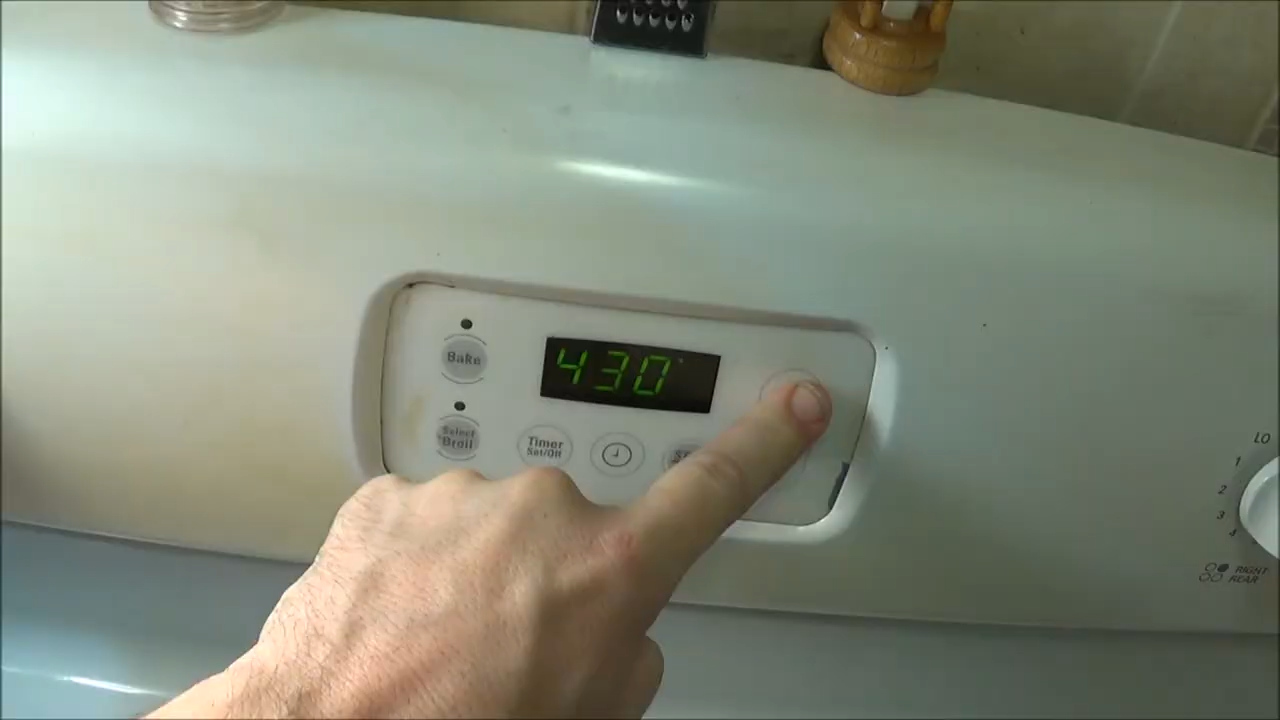 Bake
430°
Select
Broil
Timer
Set/Off
LO
1
2
3
4
RIGHT
REAR